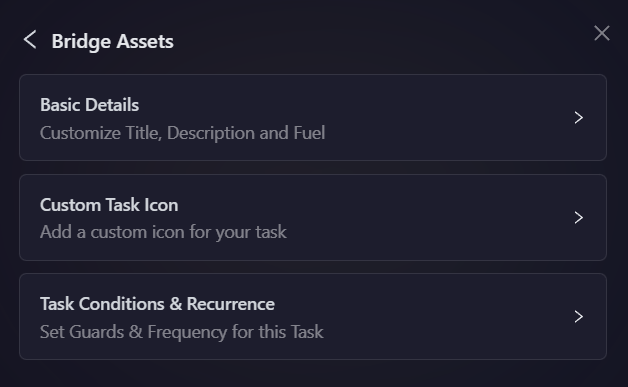 Bridge Assets
Basic Details
Customize Title, Description and Fuel
Custom Task Icon
Add a custom icon for your task
Task Conditions & Recurrence
Set Guards & Frequency for this Task